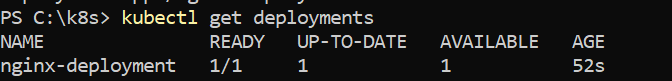 PS C:\k8s> kubectl get deployments
NAME READY UP-TO-DATE AVAILABLE AGE
nginx-deployment 1/1 1 1 52s